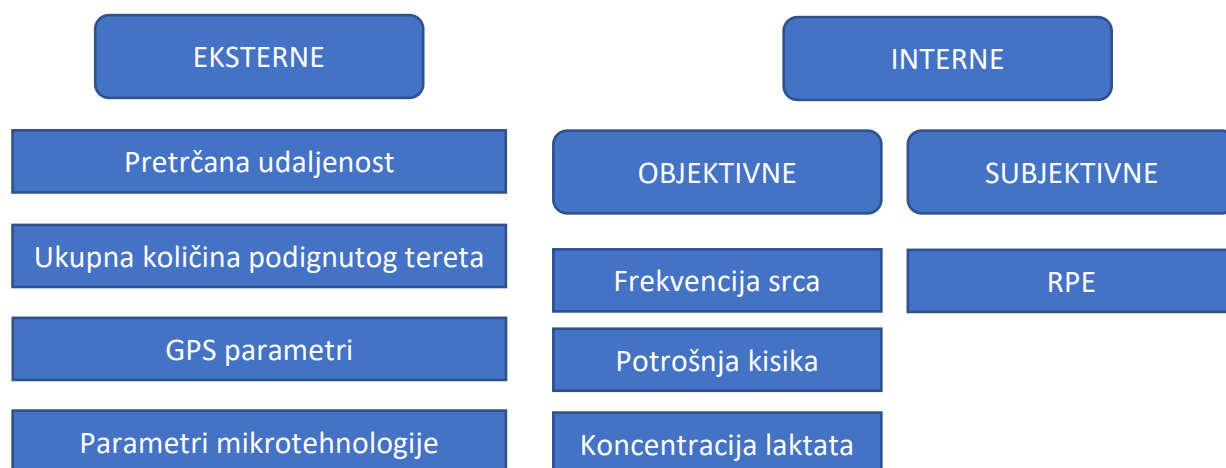 EKSTERNE
Pretrčana udaljenost
Ukupna količina podignutog tereta
GPS parametri
Parametri mikrotehnologije
INTERNE
OBJEKTIVNE
Frekvencija srca
Potrošnja kisika
Koncentracija laktata
SUBJEKTIVNE
RPE